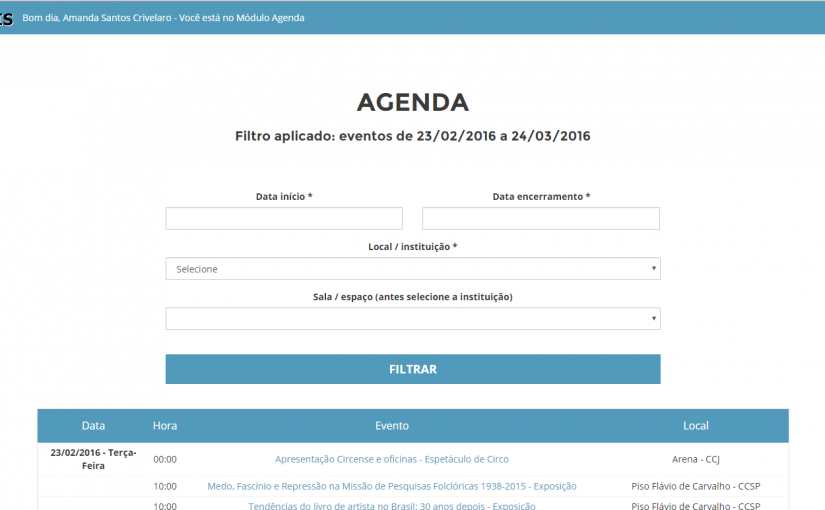 Bom dia, Amanda Santos Crivelaro - Você está no Módulo Agenda
AGENDA
Filtro aplicado: eventos de 23/02/2016 a 24/03/2016
Data início * Data encerramento *
Local / instituição *
Selecione
Sala / espaço (antes selecione a instituição)
FILTRAR
Data Hora Evento Local
23/02/2016 - Terça-
Feira
00:00 Apresentação Circense e oficinas - Espetáculo de Circo Arena - CCJ
10:00 Medo, Fascínio e Repressão na Missão de Pesquisas Folclóricas 1938-2015 - Exposição Piso Flávio de Carvalho - CCSP
10:00 Tendências do livro de artista no Brasil: 30 anos depois - Exposição Piso Flávio de Carvalho - CCSP